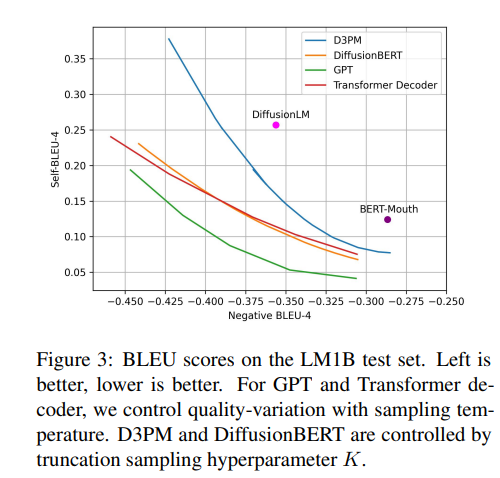 D3PM
DiffusionBERT
GPT
Transformer Decoder
DiffusionLM
BERT-Mouth
Self-BLEU-4
0.35
0.30
0.25
0.20
0.15
0.10
0.05
−0.450 −0.425 −0.400 −0.375 −0.350 −0.325 −0.300 −0.275 −0.250
Negative BLEU-4
Figure 3: BLEU scores on the LM1B test set. Left is
better, lower is better. For GPT and Transformer de-
coder, we control quality-variation with sampling tem-
perature. D3PM and DiffusionBERT are controlled by
truncation sampling hyperparameter K.